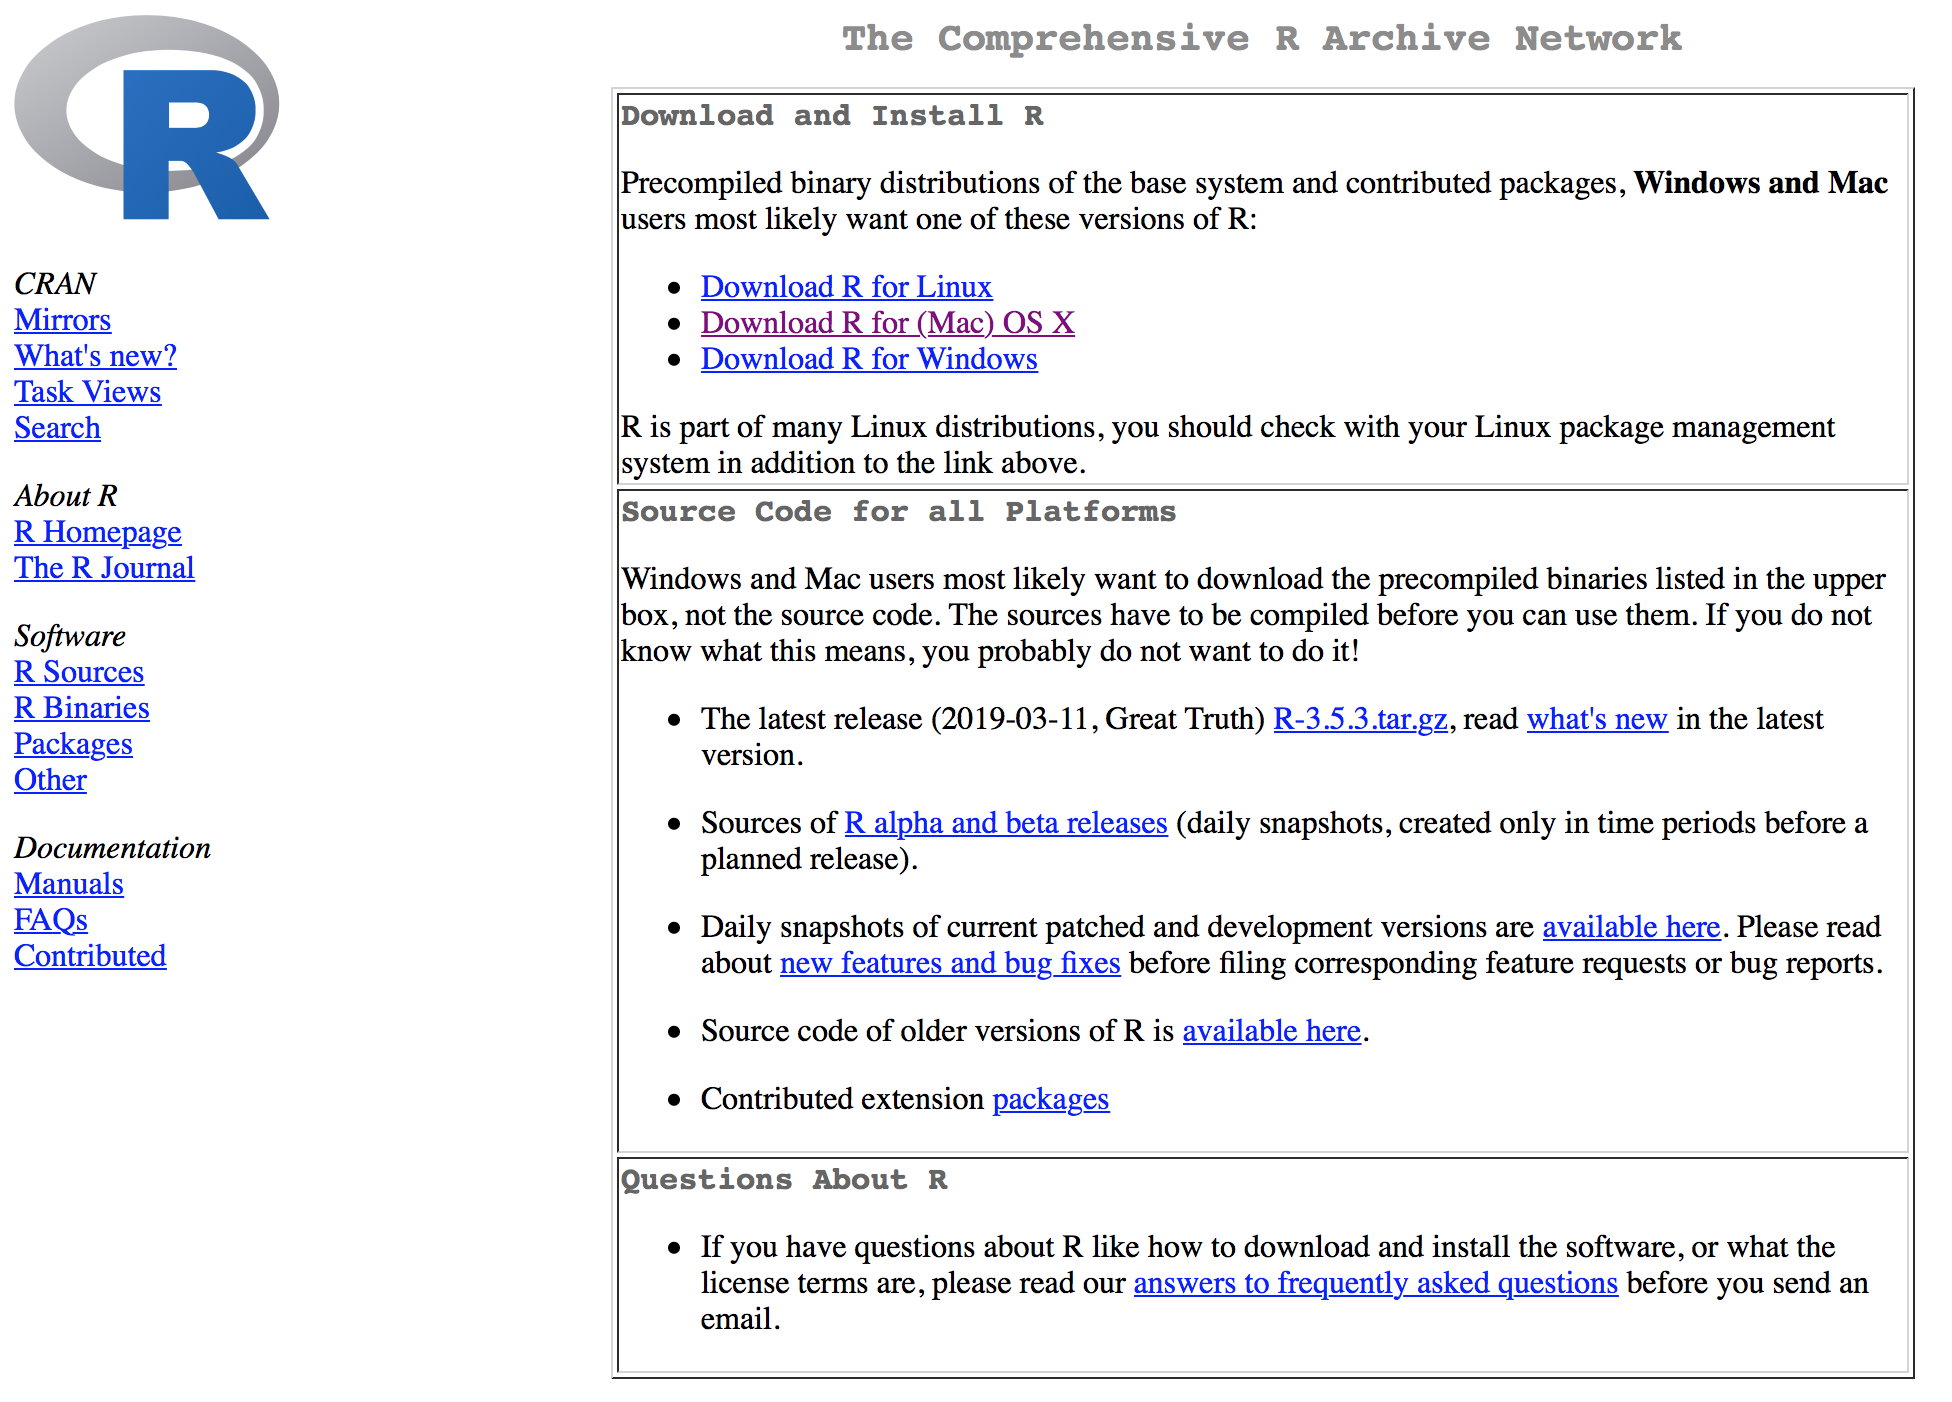 R
CRAN
Mirrors
What's new?
Task Views
Search
About R
R Homepage
The R Journal
Software
R Sources
R Binaries
Packages
Other
Documentation
Manuals
FAQs
Contributed
The Comprehensive R Archive Network
Download and Install R
Precompiled binary distributions of the base system and contributed packages, Windows and Mac
users most likely want one of these versions of R:
• Download R for Linux
• Download R for (Mac) OS X
• Download R for Windows
R is part of many Linux distributions, you should check with your Linux package management
system in addition to the link above.
Source Code for all Platforms
Windows and Mac users most likely want to download the precompiled binaries listed in the upper
box, not the source code. The sources have to be compiled before you can use them. If you do not
know what this means, you probably do not want to do it!
• The latest release (2019-03-11, Great Truth) R-3.5.3.tar.gz, read what's new in the latest
version.
• Sources of R alpha and beta releases (daily snapshots, created only in time periods before a
planned release).
• Daily snapshots of current patched and development versions are available here. Please read
about new features and bug fixes before filing corresponding feature requests or bug reports.
• Source code of older versions of R is available here.
• Contributed extension packages
Questions About R
• If you have questions about R like how to download and install the software, or what the
license terms are, please read our answers to frequently asked questions before you send an
email.